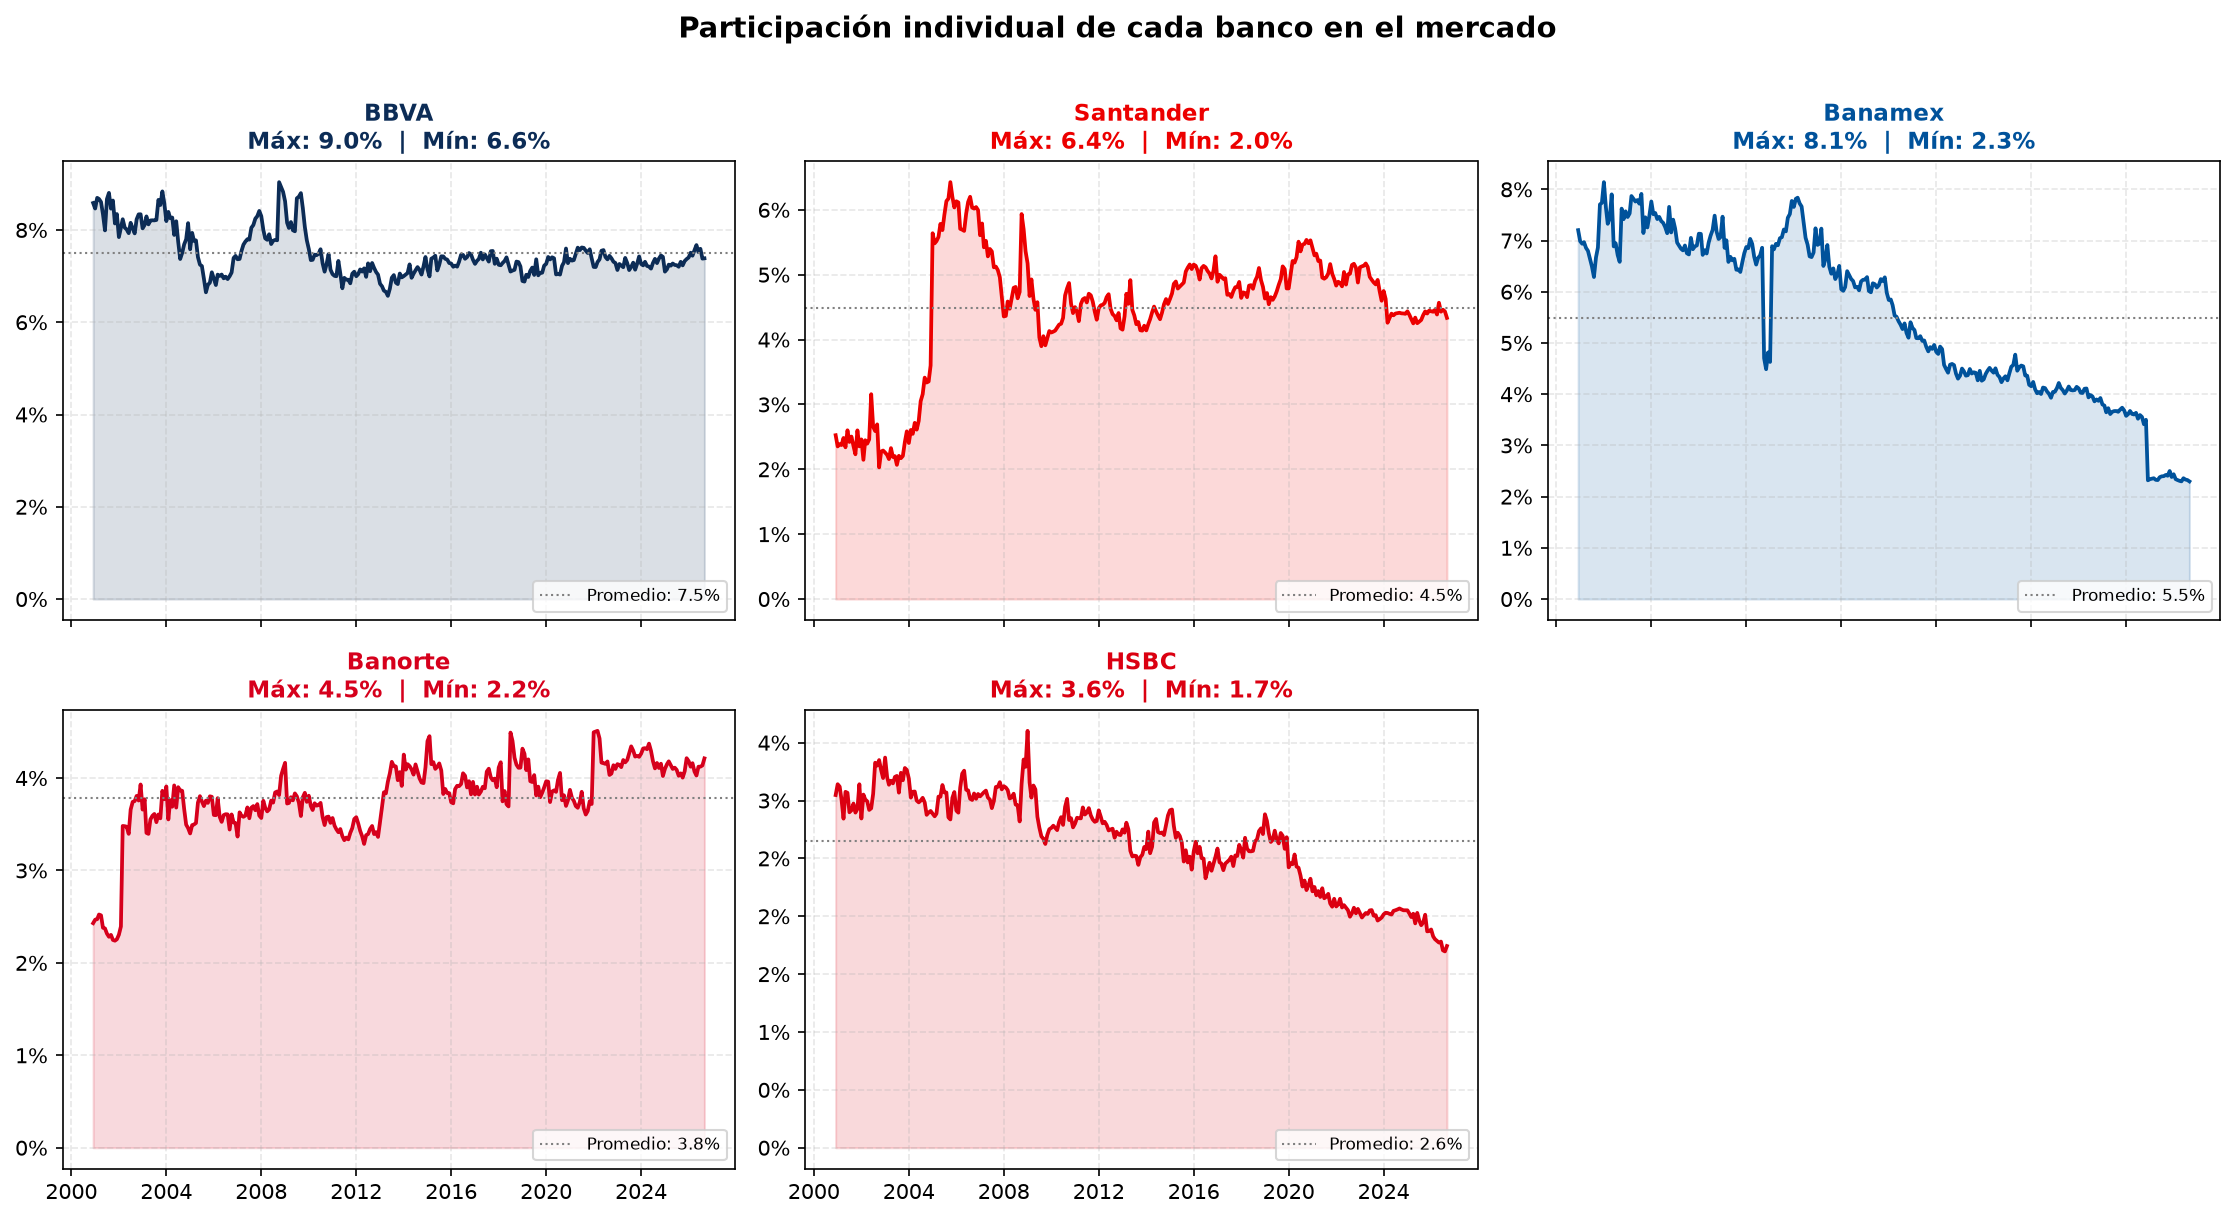 Participación individual de cada banco en el mercado
BBVA
Máx: 9.0% | Mín: 6.6%
8%
6%
4%
2%
0%
Promedio: 7.5%
Santander
Máx: 6.4% | Mín: 2.0%
6%
5%
4%
3%
2%
1%
0%
Promedio: 4.5%
Banamex
Máx: 8.1% | Mín: 2.3%
8%
7%
6%
5%
4%
3%
2%
1%
0%
Promedio: 5.5%
Banorte
Máx: 4.5% | Mín: 2.2%
4%
3%
2%
1%
0%
Promedio: 3.8%
2000 2004 2008 2012 2016 2020 2024
HSBC
Máx: 3.6% | Mín: 1.7%
4%
3%
2%
2%
2%
1%
0%
0%
Promedio: 2.6%
2000 2004 2008 2012 2016 2020 2024